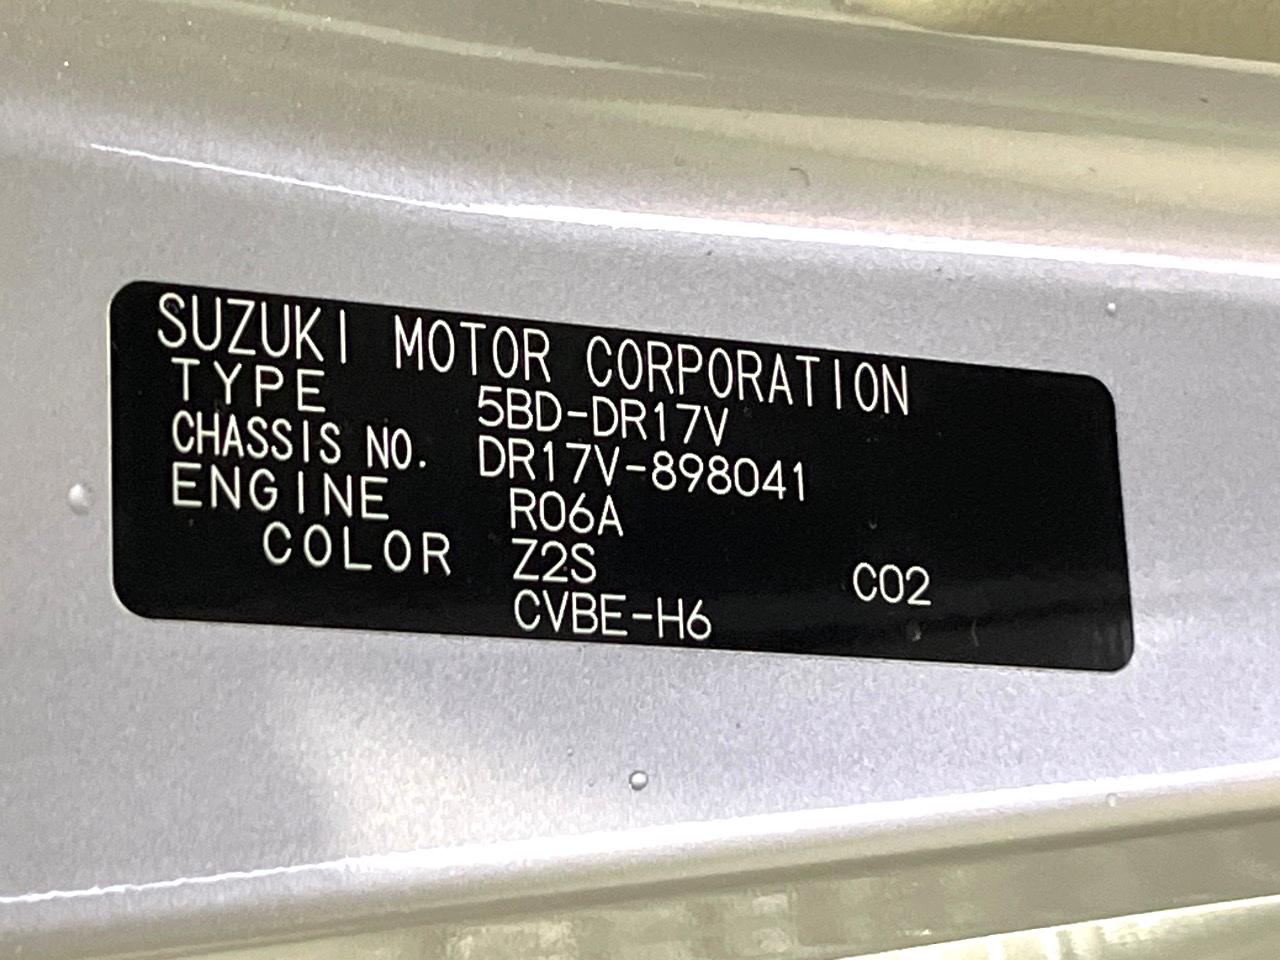 SUZUKI MOTOR CORPORATION
TYPE 5BD-DR17V
CHASSIS NO. DR17V-898041
ENGINE R06A
COLOR Z2S C02
CVBE-H6